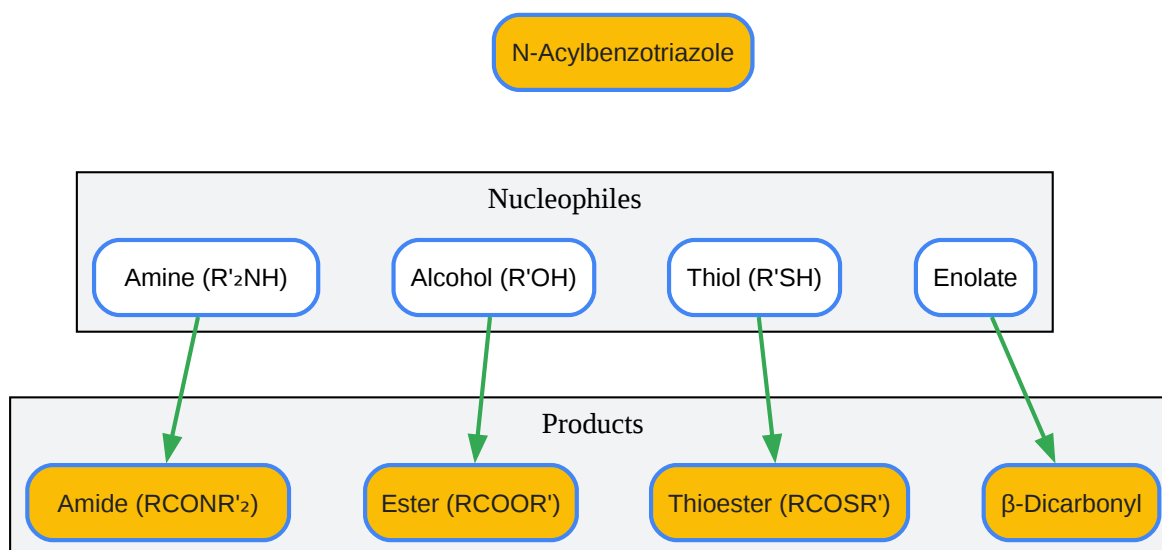 N-Acylbenzotriazole
Nucleophiles
Amine (R'₂NH)
Alcohol (R'OH)
Thiol (R'SH)
Enolate
Products
Amide (RCONR'₂)
Ester (RCOOR')
Thioester (RCOSR')
β-Dicarbonyl